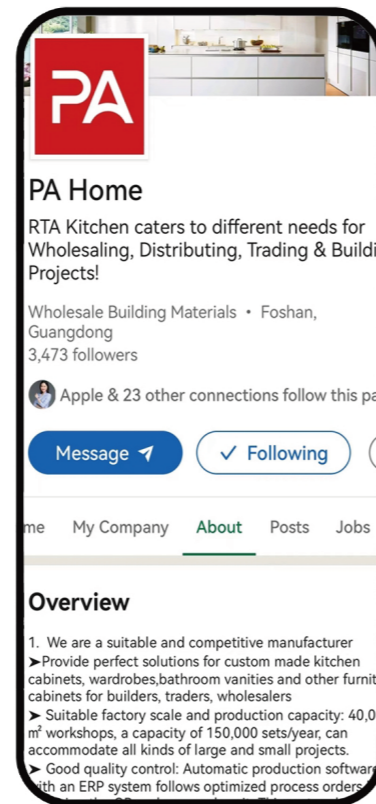 PA
PA Home
RTA Kitchen caters to different needs for
Wholesaling, Distributing, Trading & Buildi
Projects!
Wholesale Building Materials • Foshan,
Guangdong
3,473 followers
Apple & 23 other connections follow this pa
Message
✓ Following
me My Company About Posts Jobs
Overview
1. We are a suitable and competitive manufacturer
➤Provide perfect solutions for custom made kitchen
cabinets, wardrobes,bathroom vanities and other furnit
cabinets for builders, traders, wholesalers
➤ Suitable factory scale and production capacity: 40,0
m² workshops, a capacity of 150,000 sets/year, can
accommodate all kinds of large and small projects.
➤ Good quality control: Automatic production software
with an ERP system follows optimized process orders